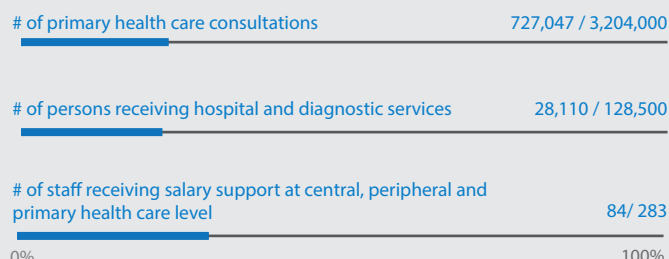 # of primary health care consultations 727,047 / 3,204,000
# of persons receiving hospital and diagnostic services 28,110 / 128,500
# of staff receiving salary support at central, peripheral and
primary health care level 84/ 283
0% 100%